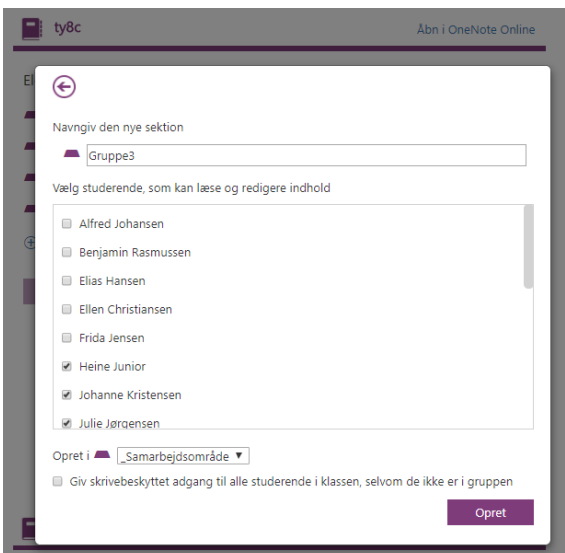 ty8c
Åbn i OneNote Online
El
Navngiv den nye sektion
Gruppe3
Vælg studerende, som kan læse og redigere indhold
Alfred Johansen
Benjamin Rasmussen
Elias Hansen
Ellen Christiansen
Frida Jensen
Heine Junior
Johanne Kristensen
Julie Jørgensen
Opret i _Samarbejdsområde
Giv skrivebeskyttet adgang til alle studerende i klassen, selvom de ikke er i gruppen
Opret